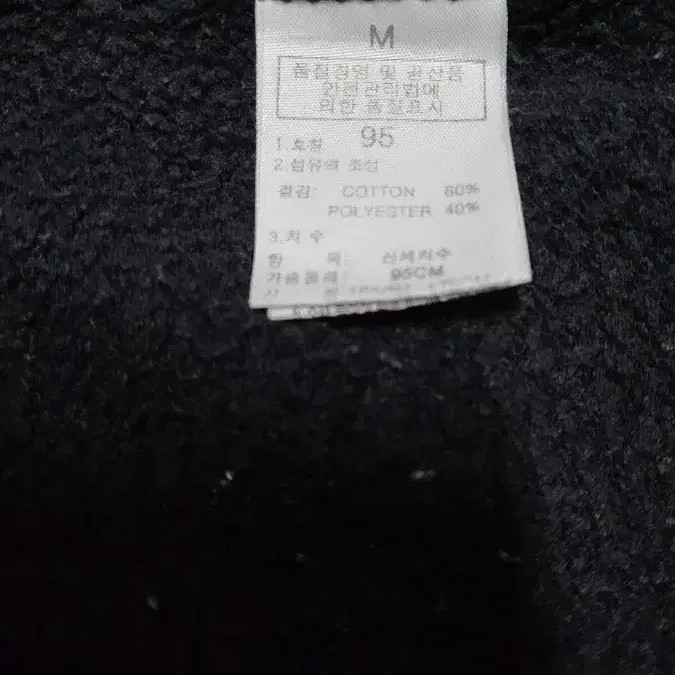 M
품질경영 및 공산품
안전관리법에
의한 품질표시
1.호칭 95
2.섬유의 조성
겉감: COTTON 60%
POLYESTER 40%
3.치 수
항 목: 신체치수
가슴둘레: 95CM